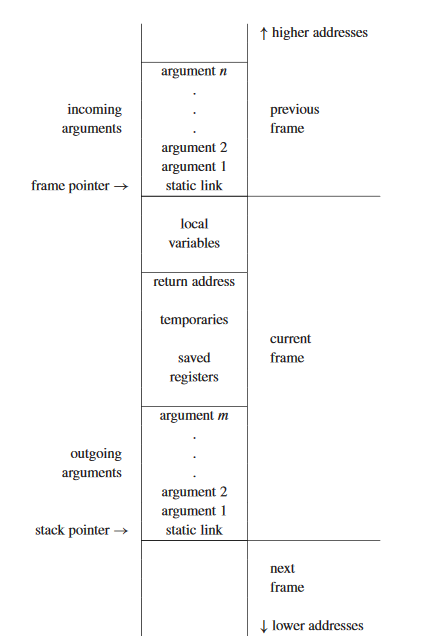 ↑ higher addresses
argument n
.
incoming
.
previous
arguments
.
frame
argument 2
argument 1
frame pointer →
static link
local
variables
return address
temporaries
current
saved
frame
registers
argument m
.
outgoing
.
arguments
.
argument 2
argument 1
stack pointer →
static link
next
frame
↓ lower addresses